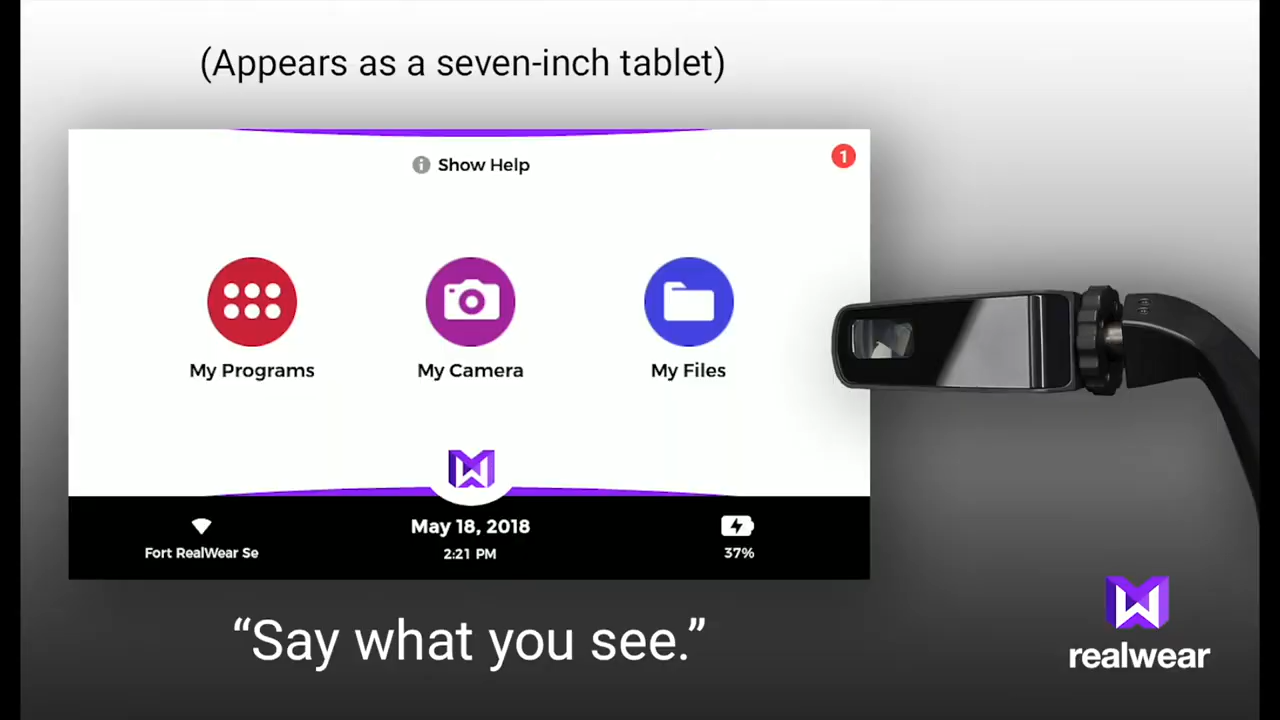 (Appears as a seven-inch tablet)
Show Help
1
My Programs
My Camera
My Files
May 18, 2018
Fort RealWear Se
2:21 PM
37%
“Say what you see.”
realwear